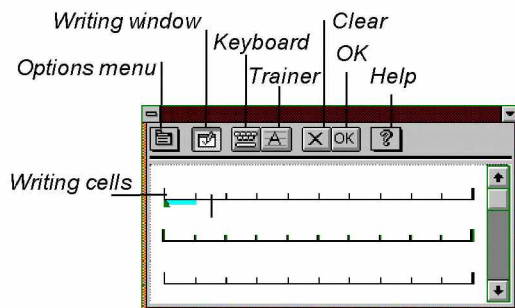 Writing window
Clear
Keyboard
OK
Options menu
Trainer
Help
A
X
OK
?
Writing cells